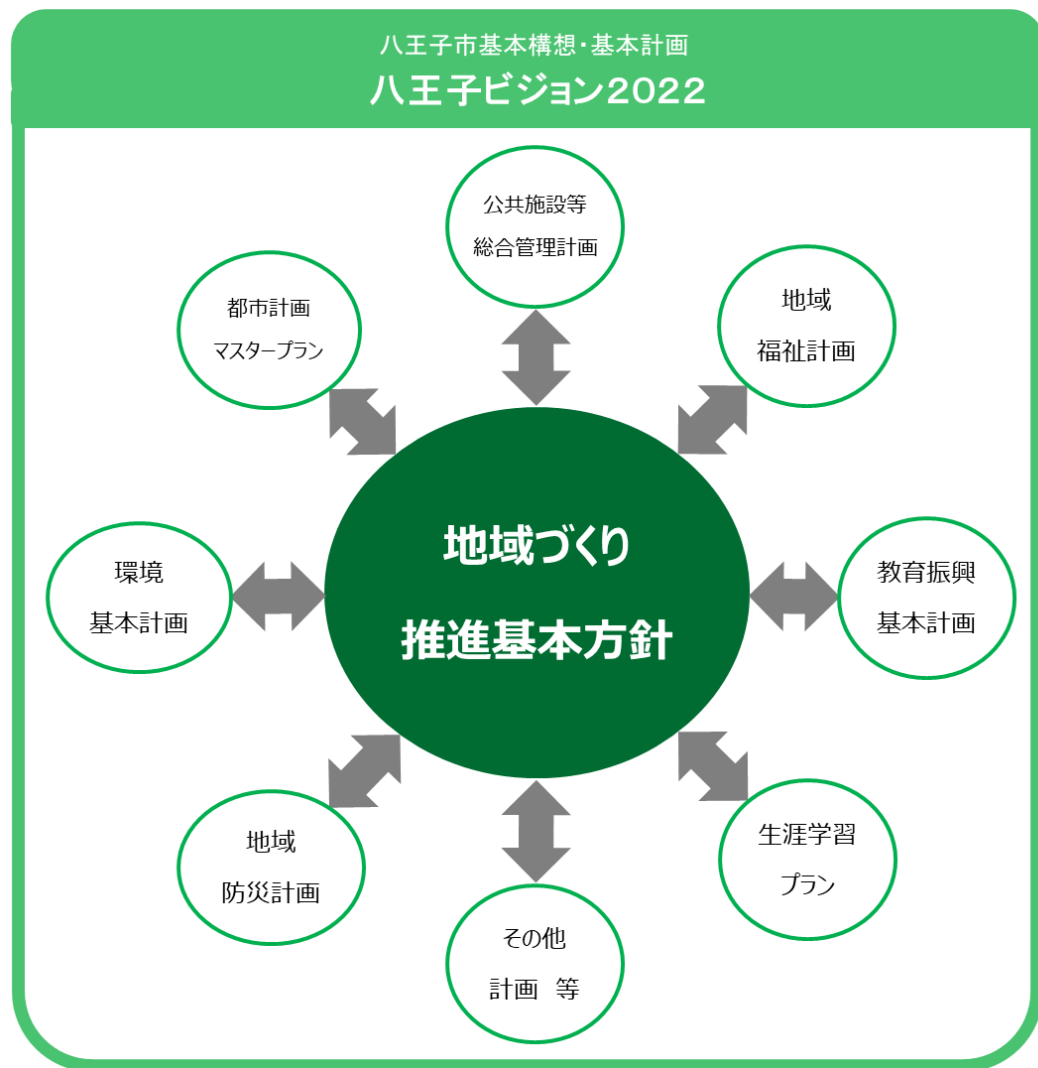 八王子市基本構想・基本計画
八王子ビジョン2022
公共施設等
総合管理計画
都市計画
マスタープラン
地域
福祉計画
地域づくり
推進基本方針
環境
基本計画
教育振興
基本計画
地域
防災計画
生涯学習
プラン
その他
計画　等